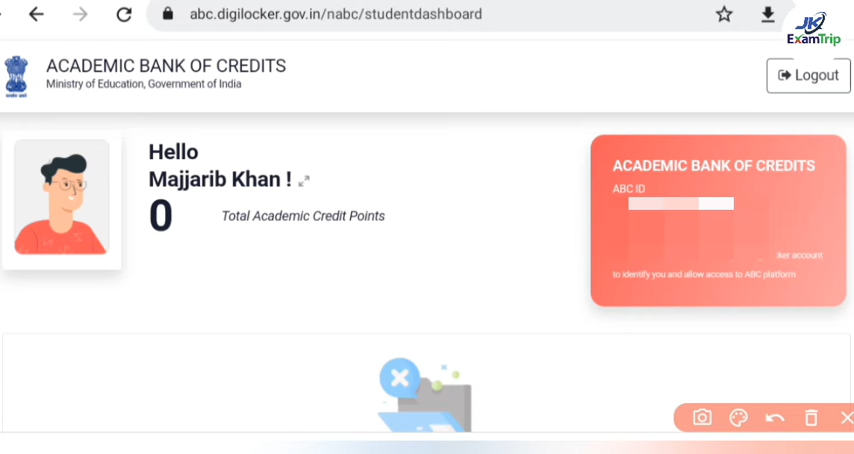 abc.digilocker.gov.in/nabc/studentdashboard
JK
ExamTrip
ACADEMIC BANK OF CREDITS
Ministry of Education, Government of India
Logout
Hello
Majjarib Khan !
0 Total Academic Credit Points
ACADEMIC BANK OF CREDITS
ABC ID
account
to identify you and allow access to ABC platform